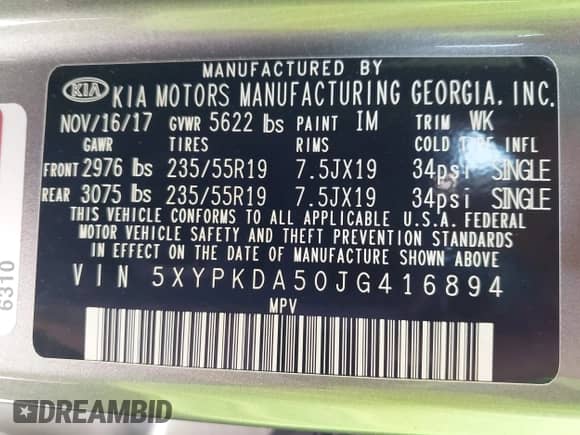 MANUFACTURED BY
KIA KIA MOTORS MANUFACTURING GEORGIA, INC.
NOV/16/17 GVWR 5622 lbs PAINT IM TRIM WK
GAWR TIRES RIMS COLD TIRE INFL
FRONT 2976 lbs 235/55R19 7.5JX19 34psi SINGLE
REAR 3075 lbs 235/55R19 7.5JX19 34psi SINGLE
THIS VEHICLE CONFORMS TO ALL APPLICABLE U.S.A. FEDERAL
MOTOR VEHICLE SAFETY AND THEFT PREVENTION STANDARDS
IN EFFECT ON THE DATE OF MANUFACTURE SHOWN ABOVE
VIN 5XYPKDA50JG416894
MPV
6310
DREAMBID